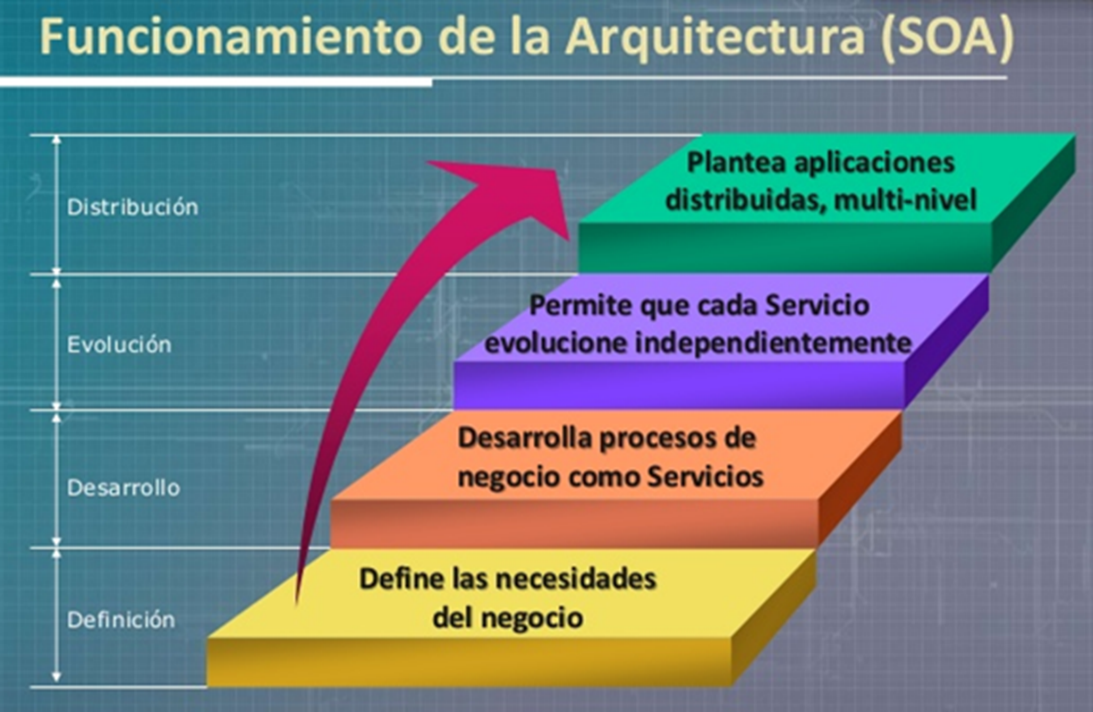 Funcionamiento de la Arquitectura (SOA)
Distribución
Plantea aplicaciones
distribuidas, multi-nivel
Evolución
Permite que cada Servicio
evolucione independientemente
Desarrollo
Desarrolla procesos de
negocio como Servicios
Definición
Define las necesidades
del negocio